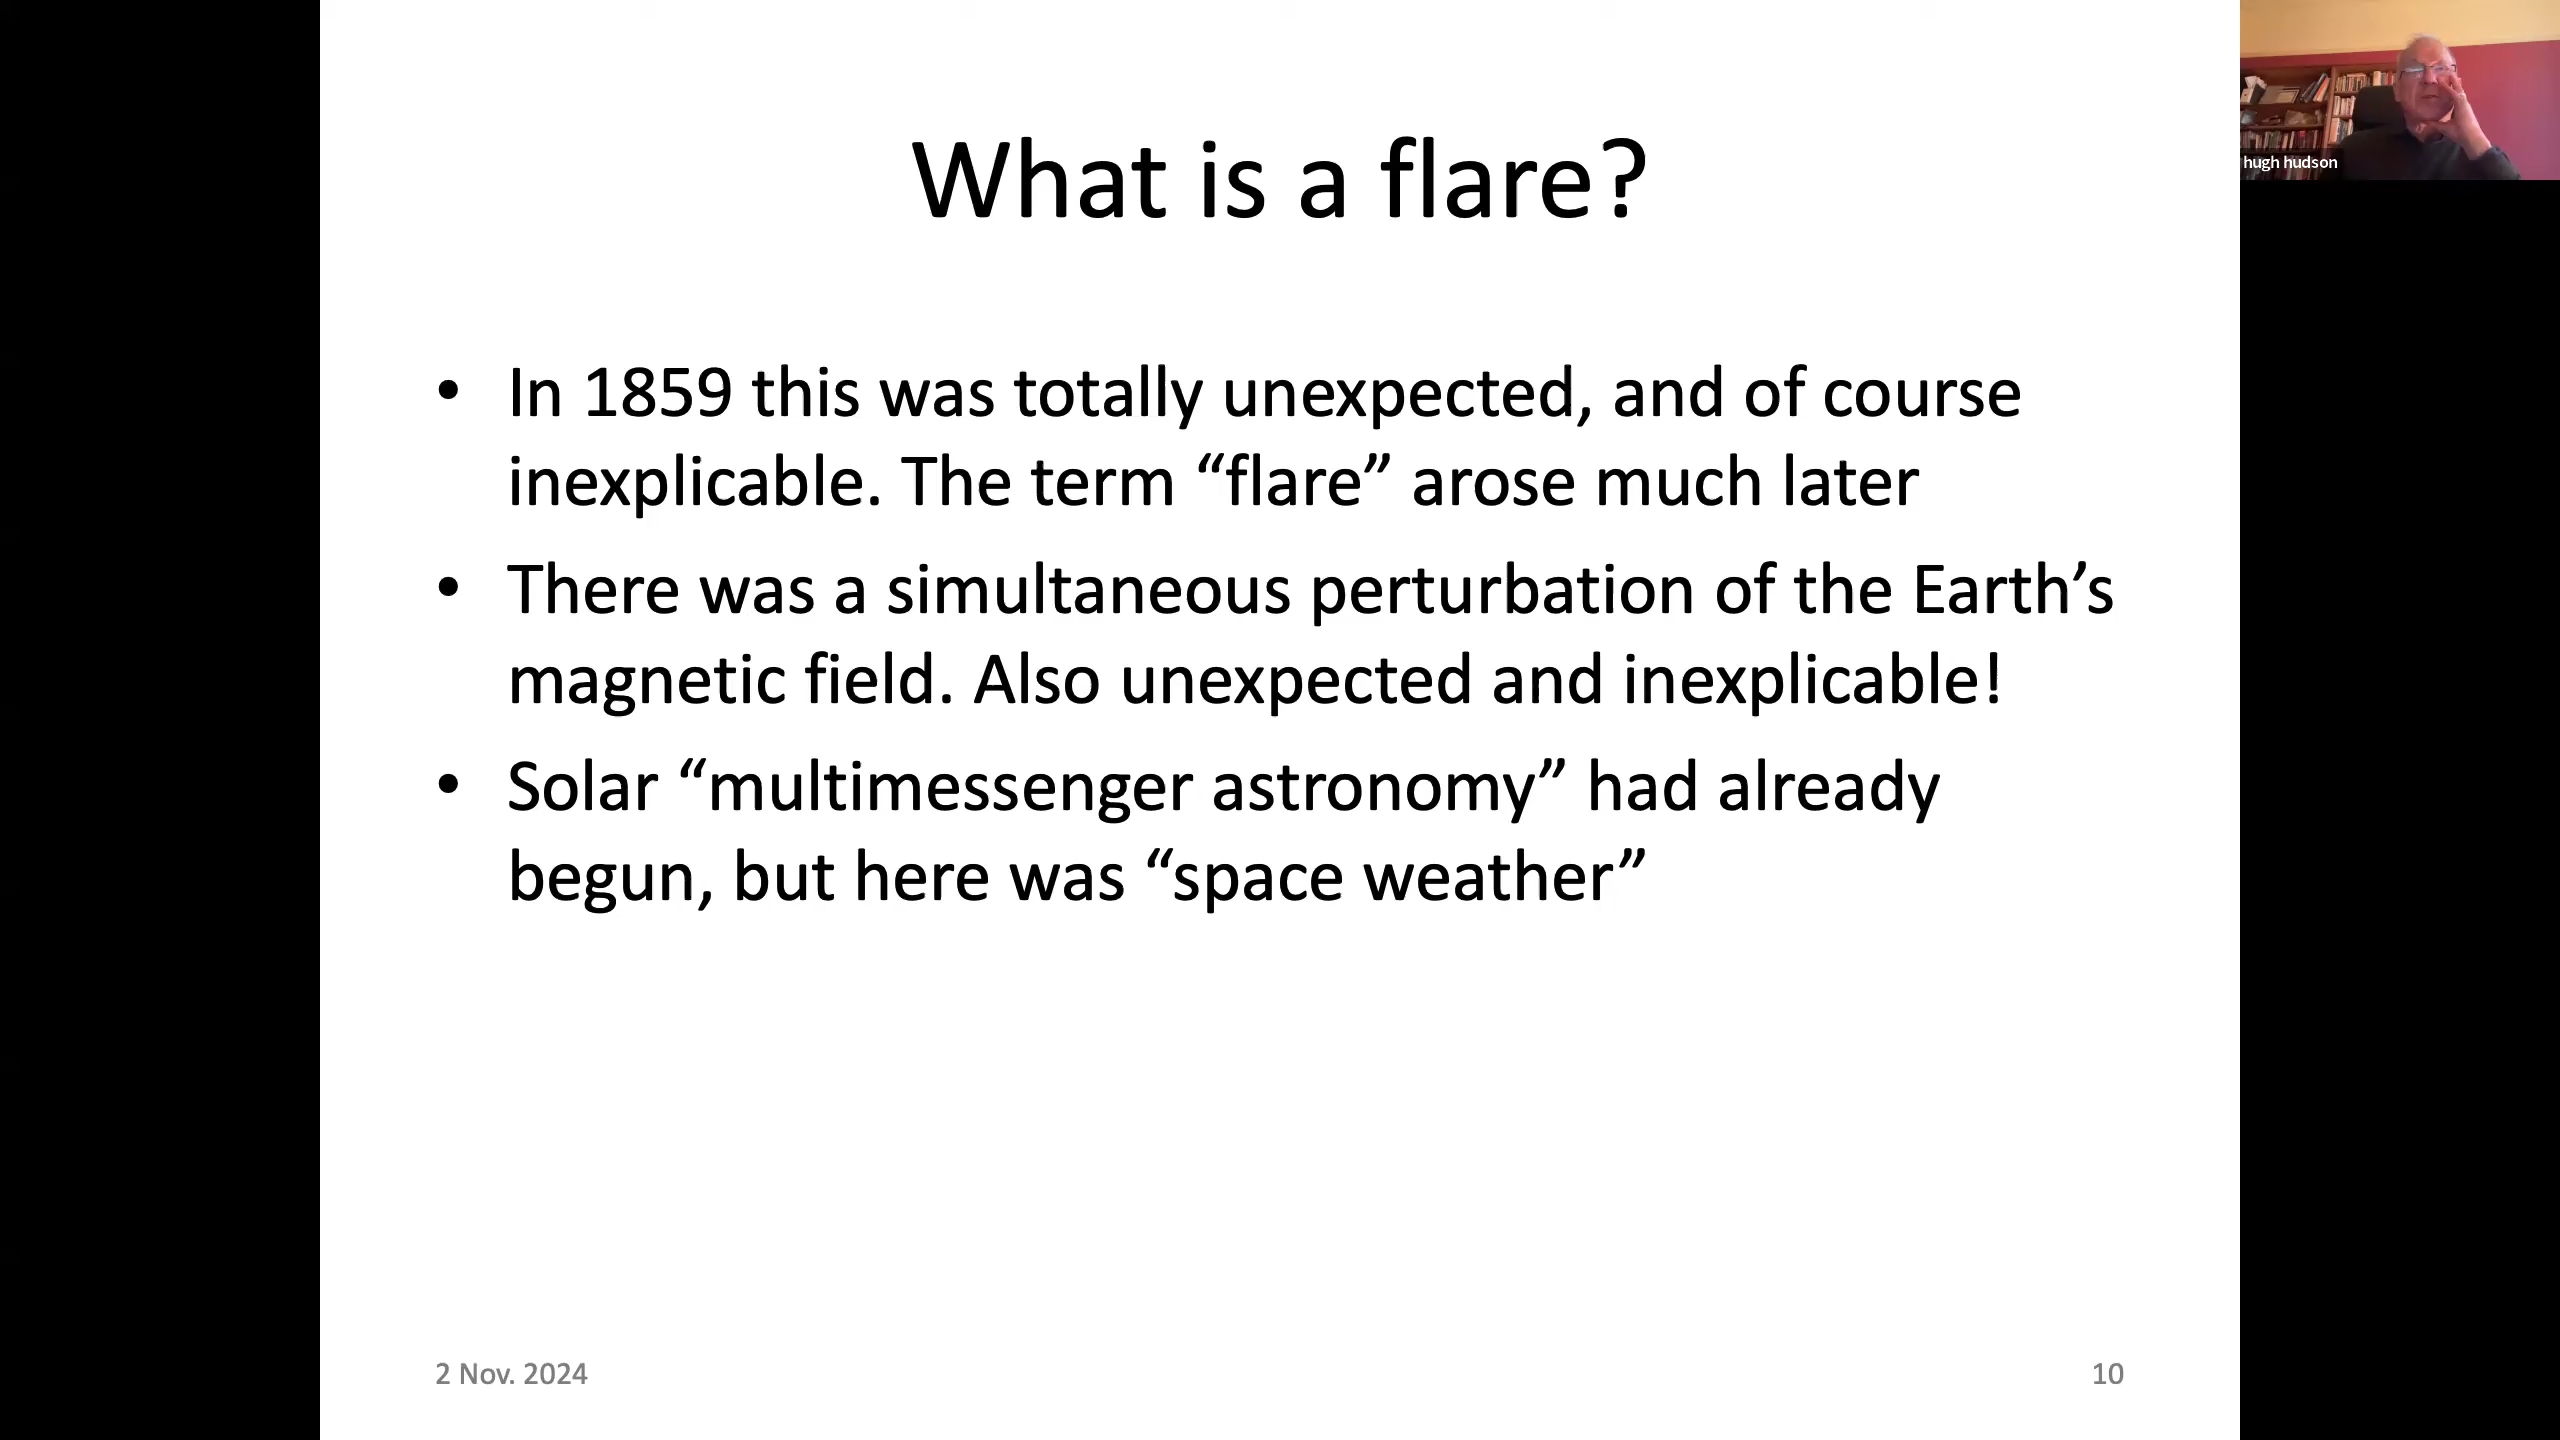 What is a flare?
• In 1859 this was totally unexpected, and of course
inexplicable. The term “flare” arose much later
• There was a simultaneous perturbation of the Earth’s
magnetic field. Also unexpected and inexplicable!
• Solar “multimessenger astronomy” had already
begun, but here was “space weather”
2 Nov. 2024
10
hugh hudson